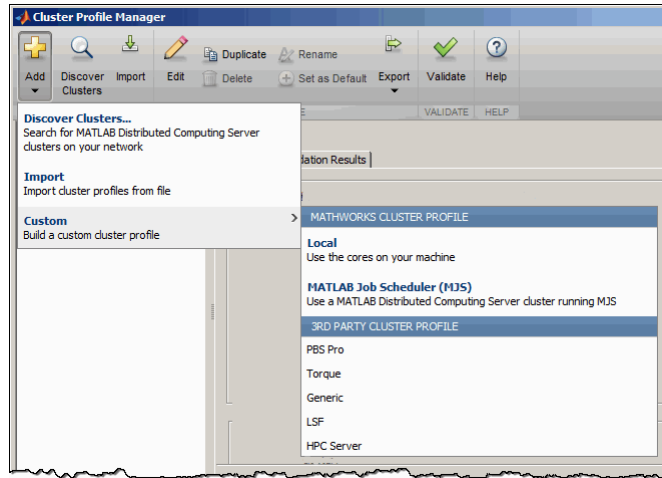 Cluster Profile Manager
Add
Discover Clusters
Import
Edit
Duplicate
Delete
Rename
Set as Default
Export
Validate
Help
VALIDATE
HELP
Discover Clusters...
Search for MATLAB Distributed Computing Server
clusters on your network
Import
Import cluster profiles from file
Custom
Build a custom cluster profile
dation Results
MATHWORKS CLUSTER PROFILE
Local
Use the cores on your machine
MATLAB Job Scheduler (MJS)
Use a MATLAB Distributed Computing Server cluster running MJS
3RD PARTY CLUSTER PROFILE
PBS Pro
Torque
Generic
LSF
HPC Server